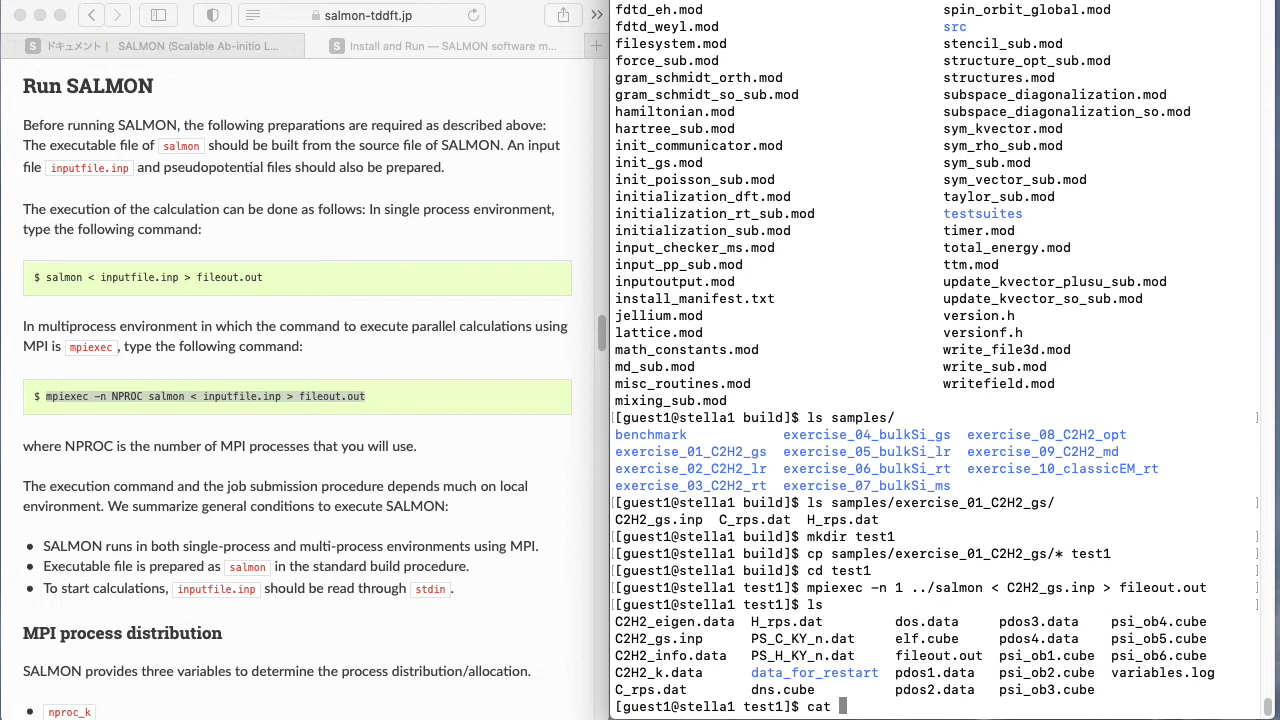 salmon-tddft.jp
S ドキュメント | SALMON (Scalable Ab-initio L...
S Install and Run — SALMON software m...
Run SALMON
Before running SALMON, the following preparations are required as described above:
The executable file of salmon should be built from the source file of SALMON. An input
file inputfile.inp and pseudopotential files should also be prepared.
The execution of the calculation can be done as follows: In single process environment,
type the following command:
$ salmon < inputfile.inp > fileout.out
In multiprocess environment in which the command to execute parallel calculations using
MPI is mpiexec, type the following command:
$ mpiexec -n NPROC salmon < inputfile.inp > fileout.out
where NPROC is the number of MPI processes that you will use.
The execution command and the job submission procedure depends much on local
environment. We summarize general conditions to execute SALMON:
• SALMON runs in both single-process and multi-process environments using MPI.
• Executable file is prepared as salmon in the standard build procedure.
• To start calculations, inputfile.inp should be read through stdin.
MPI process distribution
SALMON provides three variables to determine the process distribution/allocation.
• nproc_k
fdtd_eh.mod spin_orbit_global.mod
fdtd_weyl.mod src
filesystem.mod stencil_sub.mod
force_sub.mod structure_opt_sub.mod
gram_schmidt_orth.mod structures.mod
gram_schmidt_so_sub.mod subspace_diagonalization.mod
hamiltonian.mod subspace_diagonalization_so.mod
hartree_sub.mod sym_kvector.mod
init_communicator.mod sym_rho_sub.mod
init_gs.mod sym_sub.mod
init_poisson_sub.mod sym_vector_sub.mod
initialization_dft.mod taylor_sub.mod
initialization_rt_sub.mod testsuites
initialization_sub.mod timer.mod
input_checker_ms.mod total_energy.mod
input_pp_sub.mod ttm.mod
inputoutput.mod update_kvector_plusu_sub.mod
install_manifest.txt update_kvector_so_sub.mod
jellium.mod version.h
lattice.mod versionf.h
math_constants.mod write_file3d.mod
md_sub.mod write_sub.mod
misc_routines.mod writefield.mod
mixing_sub.mod
[guest1@stella1 build]$ ls samples/
benchmark exercise_04_bulkSi_gs exercise_08_C2H2_opt
exercise_01_C2H2_gs exercise_05_bulkSi_lr exercise_09_C2H2_md
exercise_02_C2H2_lr exercise_06_bulkSi_rt exercise_10_classicEM_rt
exercise_03_C2H2_rt exercise_07_bulkSi_ms
[guest1@stella1 build]$ ls samples/exercise_01_C2H2_gs/
C2H2_gs.inp C_rps.dat H_rps.dat
[guest1@stella1 build]$ mkdir test1
[guest1@stella1 build]$ cp samples/exercise_01_C2H2_gs/* test1
[guest1@stella1 build]$ cd test1
[guest1@stella1 test1]$ mpiexec -n 1 ../salmon < C2H2_gs.inp > fileout.out
[guest1@stella1 test1]$ ls
C2H2_eigen.data H_rps.dat dos.data pdos3.data psi_ob4.cube
C2H2_gs.inp PS_C_KY_n.dat elf.cube pdos4.data psi_ob5.cube
C2H2_info.data PS_H_KY_n.dat fileout.out psi_ob1.cube psi_ob6.cube
C2H2_k.data data_for_restart pdos1.data psi_ob2.cube variables.log
C_rps.dat dns.cube pdos2.data psi_ob3.cube
[guest1@stella1 test1]$ cat